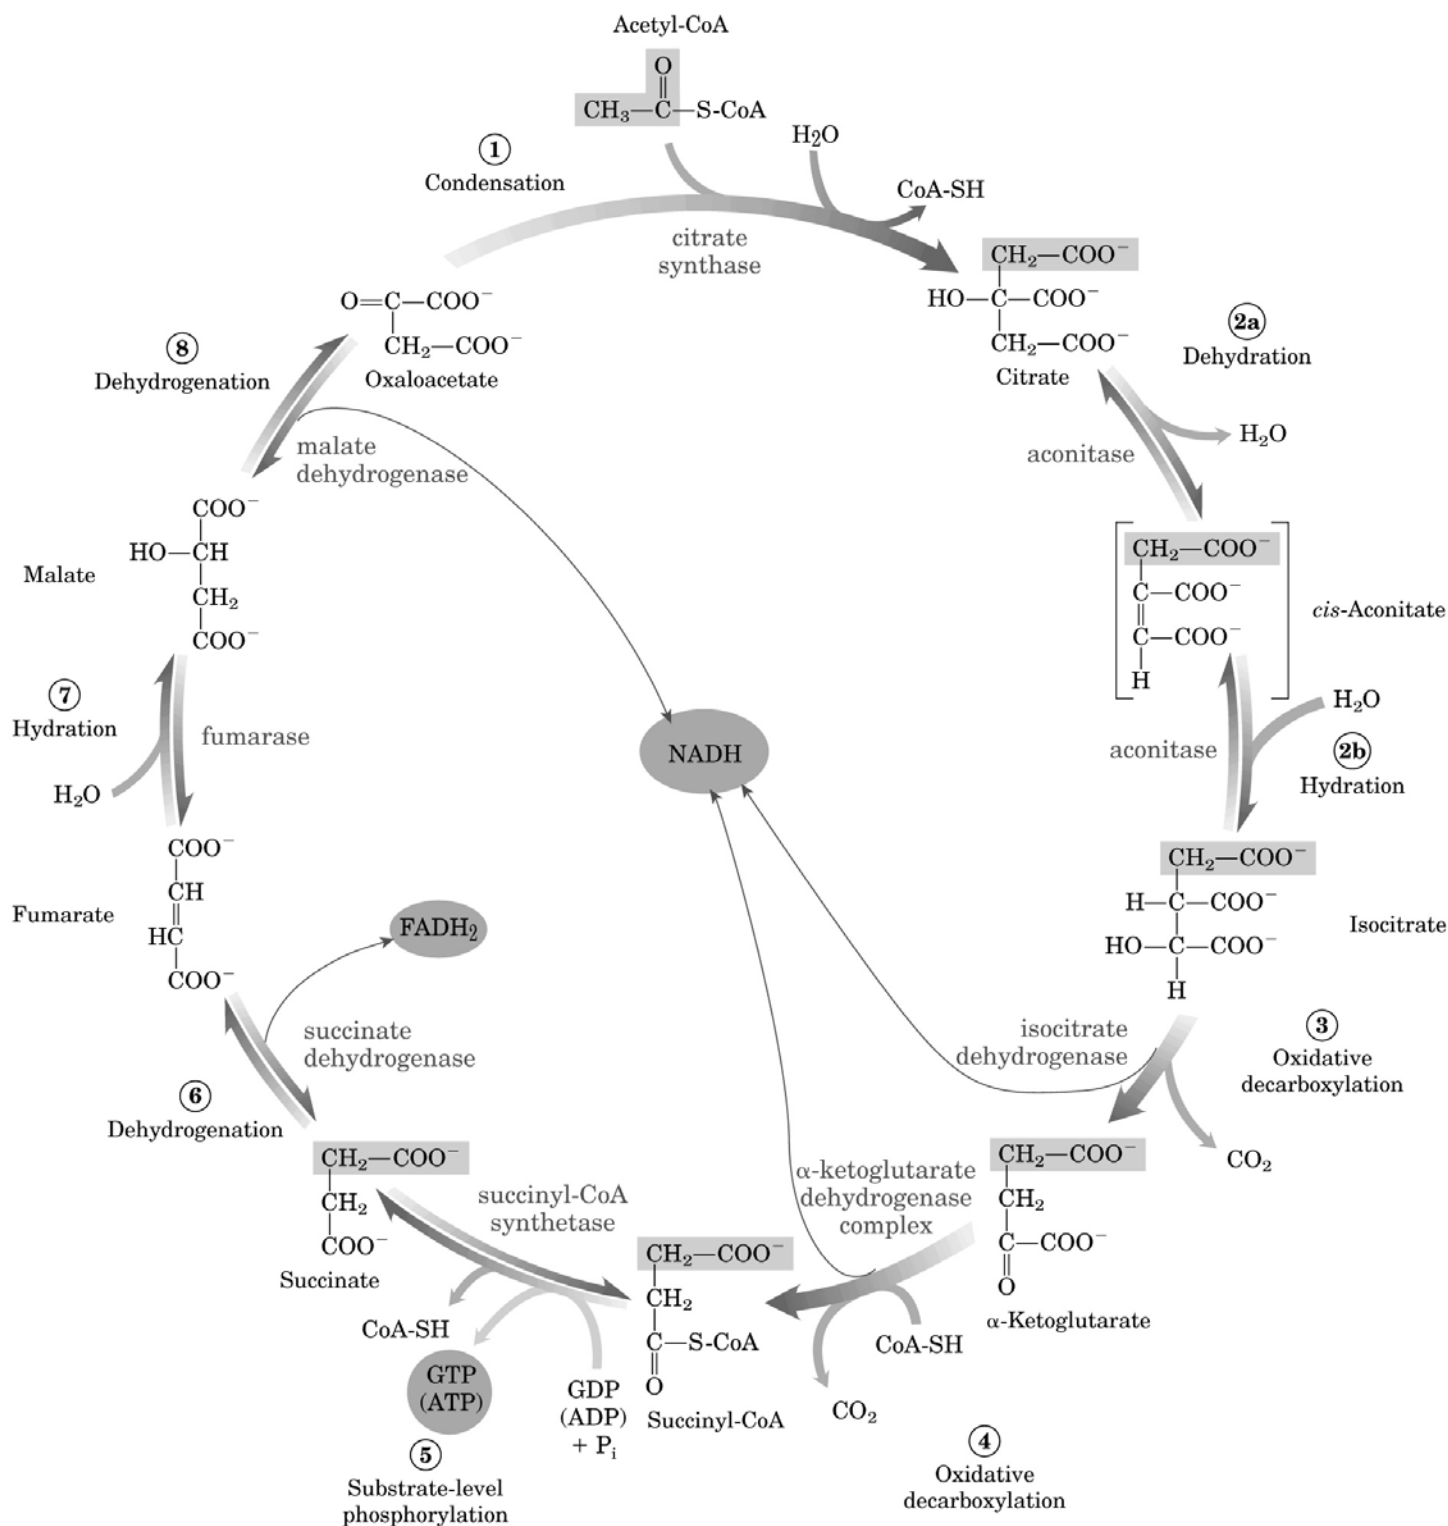 Acetyl-CoA
O
CH₃—C—S-CoA
H₂O
CoA-SH
①
Condensation
citrate
synthase
CH₂—COO⁻
HO—C—COO⁻
CH₂—COO⁻
Citrate
②a
Dehydration
H₂O
aconitase
CH₂—COO⁻
C—COO⁻
C—COO⁻
H
cis-Aconitate
H₂O
aconitase
②b
Hydration
CH₂—COO⁻
H—C—COO⁻
HO—C—COO⁻
H
Isocitrate
③
Oxidative
decarboxylation
isocitrate
dehydrogenase
CO₂
CH₂—COO⁻
CH₂
C—COO⁻
O
α-Ketoglutarate
α-ketoglutarate
dehydrogenase
complex
CoA-SH
CO₂
④
Oxidative
decarboxylation
CH₂—COO⁻
CH₂
C—S-CoA
O
Succinyl-CoA
succinyl-CoA
synthetase
GDP
(ADP)
+ Pᵢ
CoA-SH
GTP
(ATP)
⑤
Substrate-level
phosphorylation
CH₂—COO⁻
CH₂
COO⁻
Succinate
⑥
Dehydrogenation
succinate
dehydrogenase
FADH₂
COO⁻
CH
HC
COO⁻
Fumarate
H₂O
⑦
Hydration
fumarase
COO⁻
HO—CH
CH₂
COO⁻
Malate
⑧
Dehydrogenation
malate
dehydrogenase
NADH
O=C—COO⁻
CH₂—COO⁻
Oxaloacetate